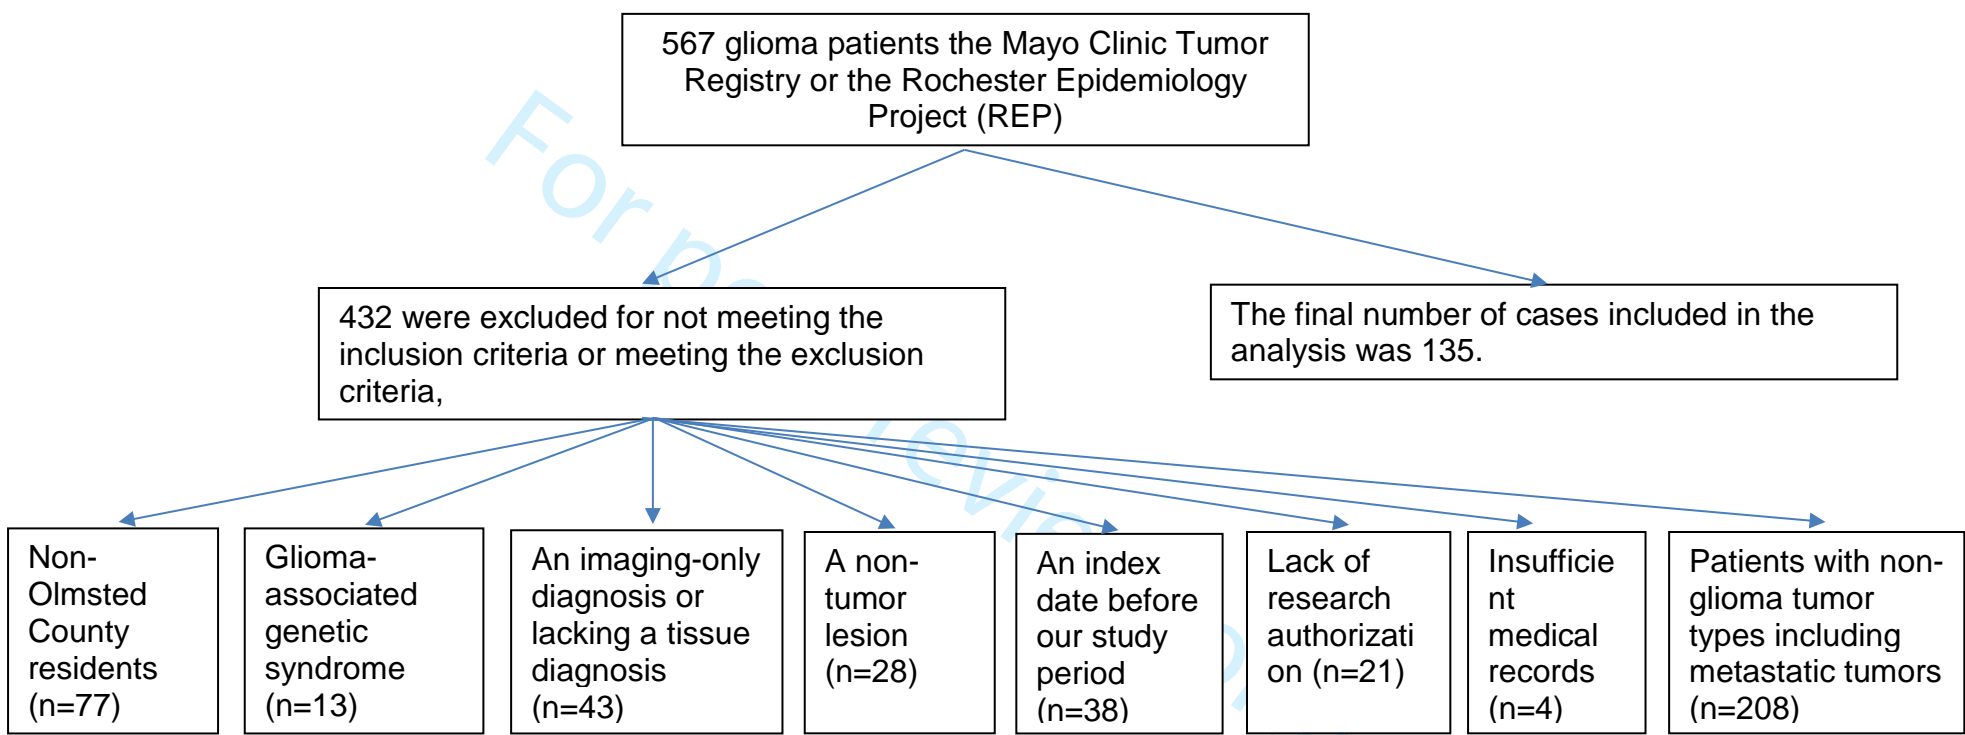 567 glioma patients the Mayo Clinic Tumor
Registry or the Rochester Epidemiology
Project (REP)
432 were excluded for not meeting the
inclusion criteria or meeting the exclusion
criteria,
The final number of cases included in the
analysis was 135.
Non-
Olmsted
County
residents
(n=77)
Glioma-
associated
genetic
syndrome
(n=13)
An imaging-only
diagnosis or
lacking a tissue
diagnosis
(n=43)
A non-
tumor
lesion
(n=28)
An index
date before
our study
period
(n=38)
Lack of
research
authorizati
on (n=21)
Insufficie
nt
medical
records
(n=4)
Patients with non-
glioma tumor
types including
metastatic tumors
(n=208)